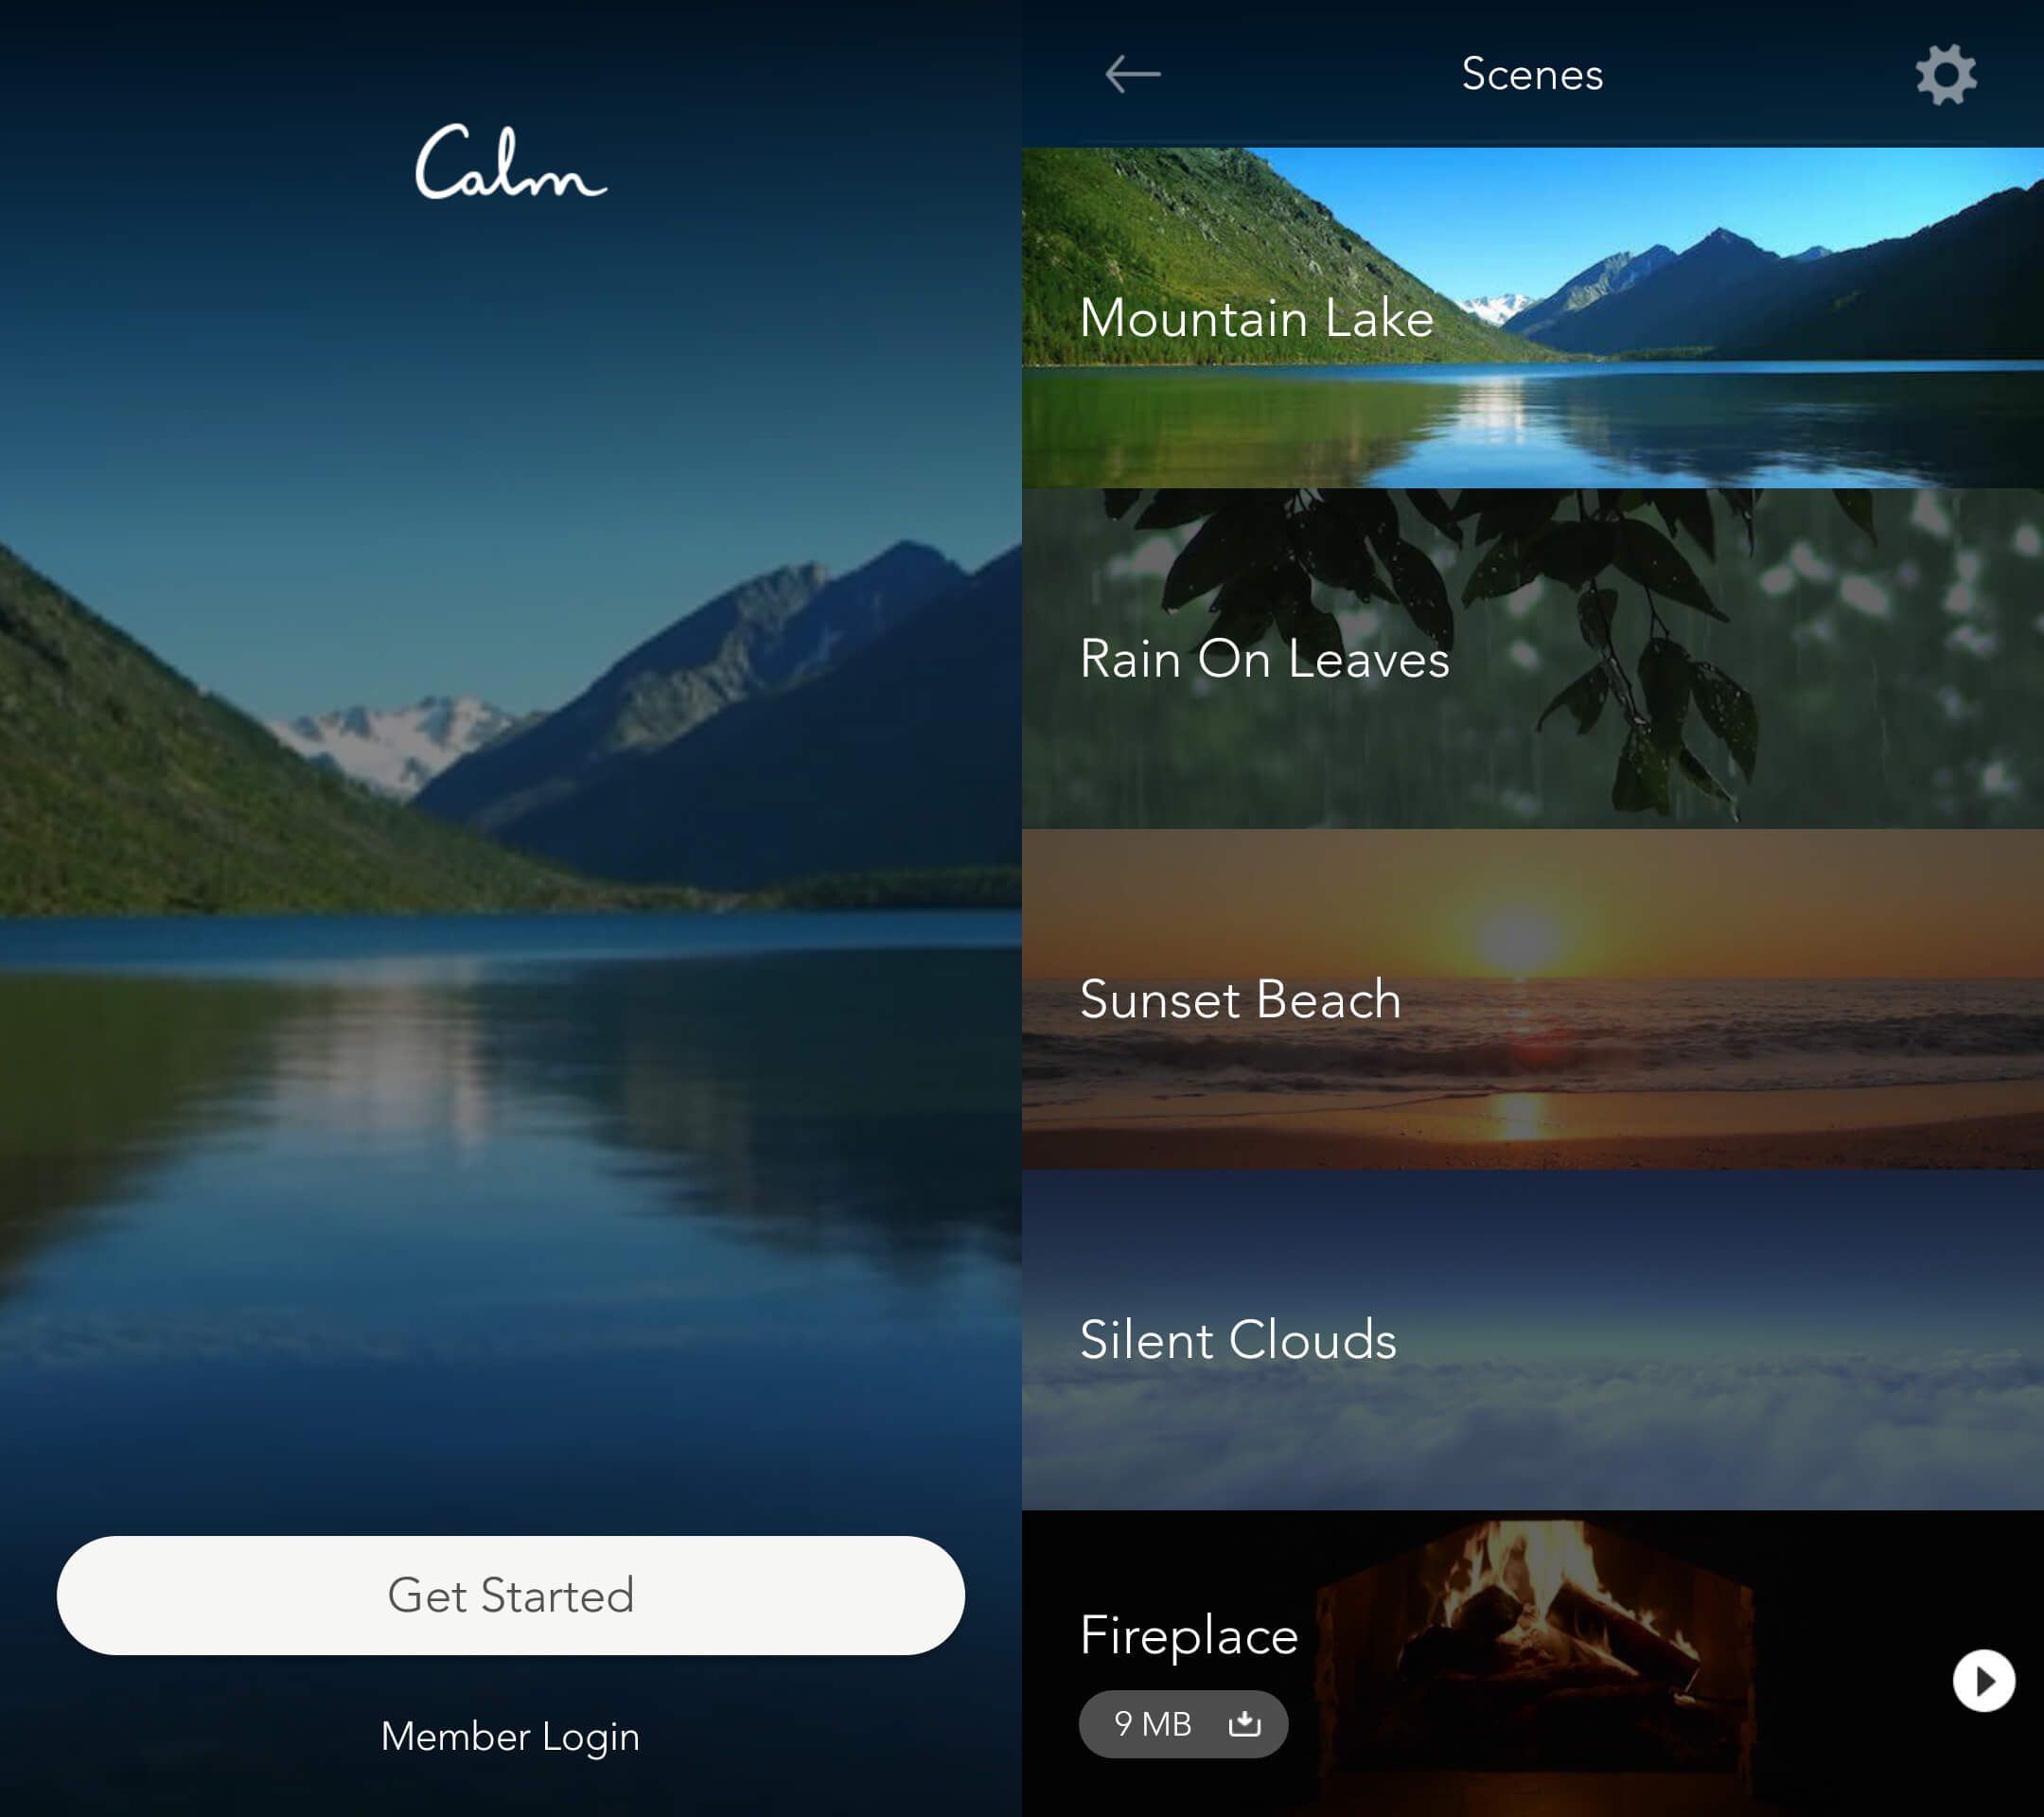 Calm
Get Started
Member Login
Scenes
Mountain Lake
Rain On Leaves
Sunset Beach
Silent Clouds
Fireplace
9 MB